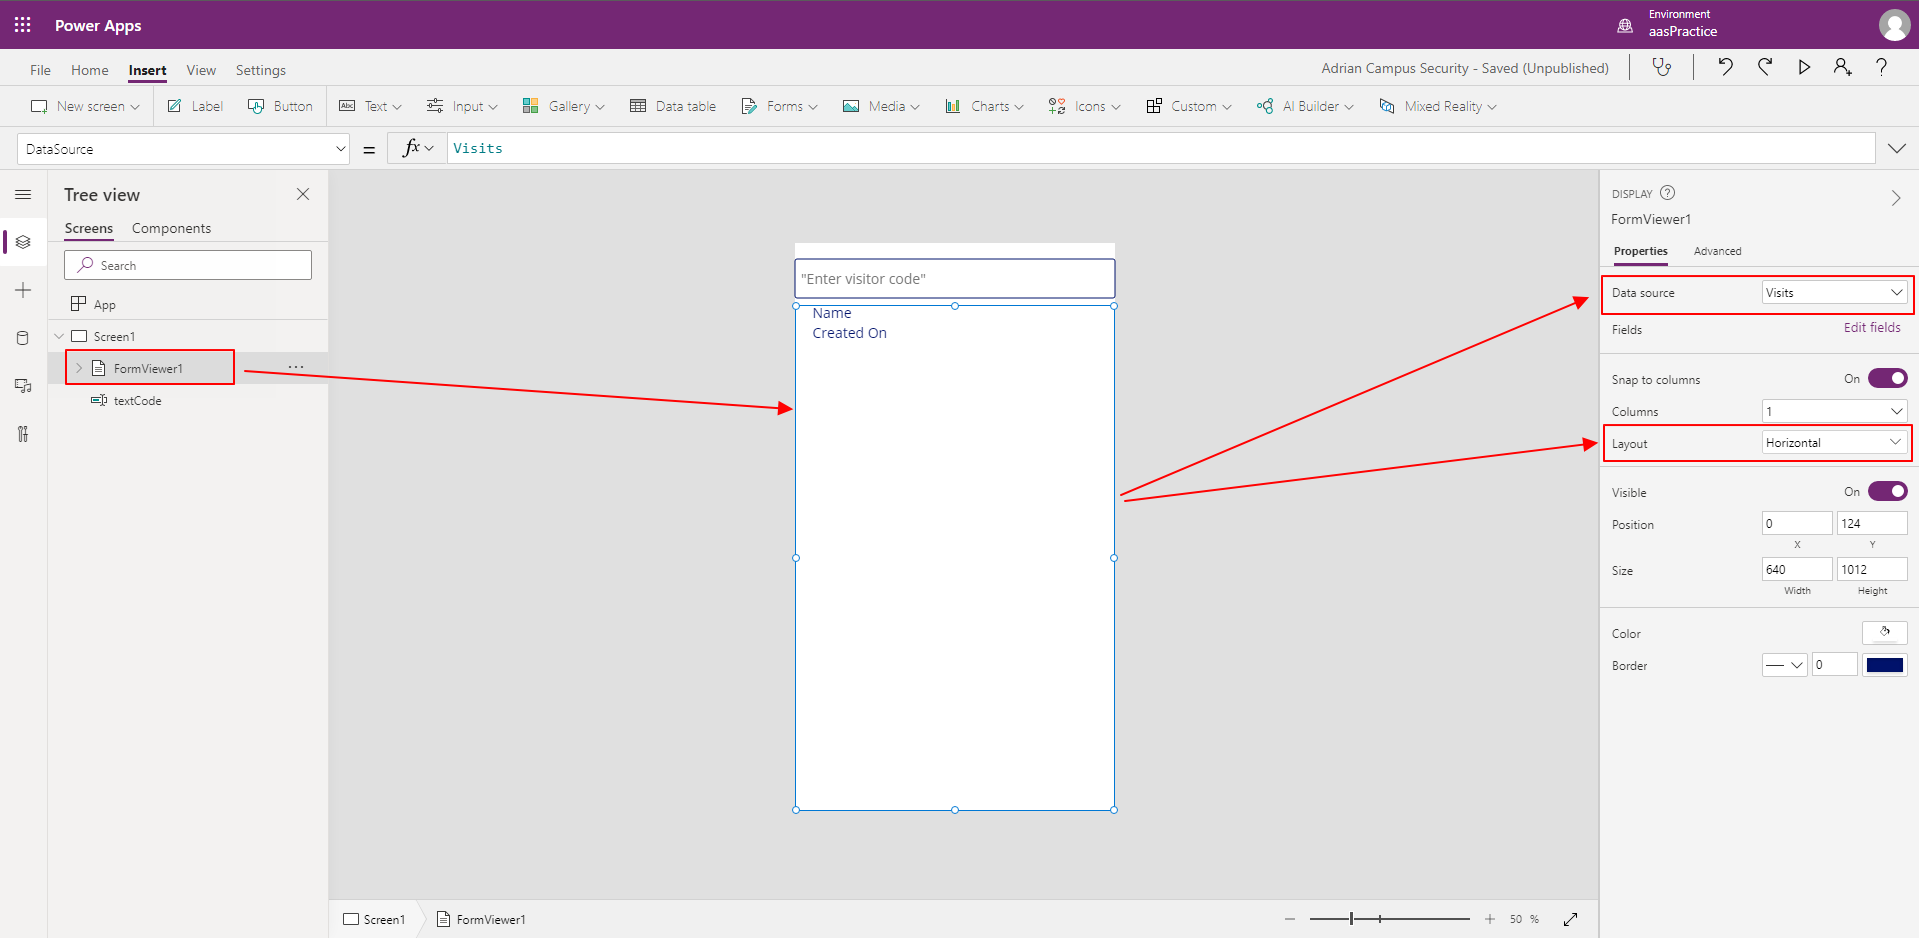 Power Apps
Environment
aasPractice
File Home Insert View Settings
Adrian Campus Security - Saved (Unpublished)
New screen Label Button Abc Text Input Gallery Data table Forms Media Charts Icons Custom AI Builder Mixed Reality
DataSource = fx Visits
Tree view
Screens Components
Search
App
Screen1
FormViewer1 ...
textCode
"Enter visitor code"
Name
Created On
DISPLAY ?
FormViewer1
Properties Advanced
Data source Visits
Fields Edit fields
Snap to columns On
Columns 1
Layout Horizontal
Visible On
Position 0 124
X Y
Size 640 1012
Width Height
Color
Border 0
Screen1 FormViewer1
50 %